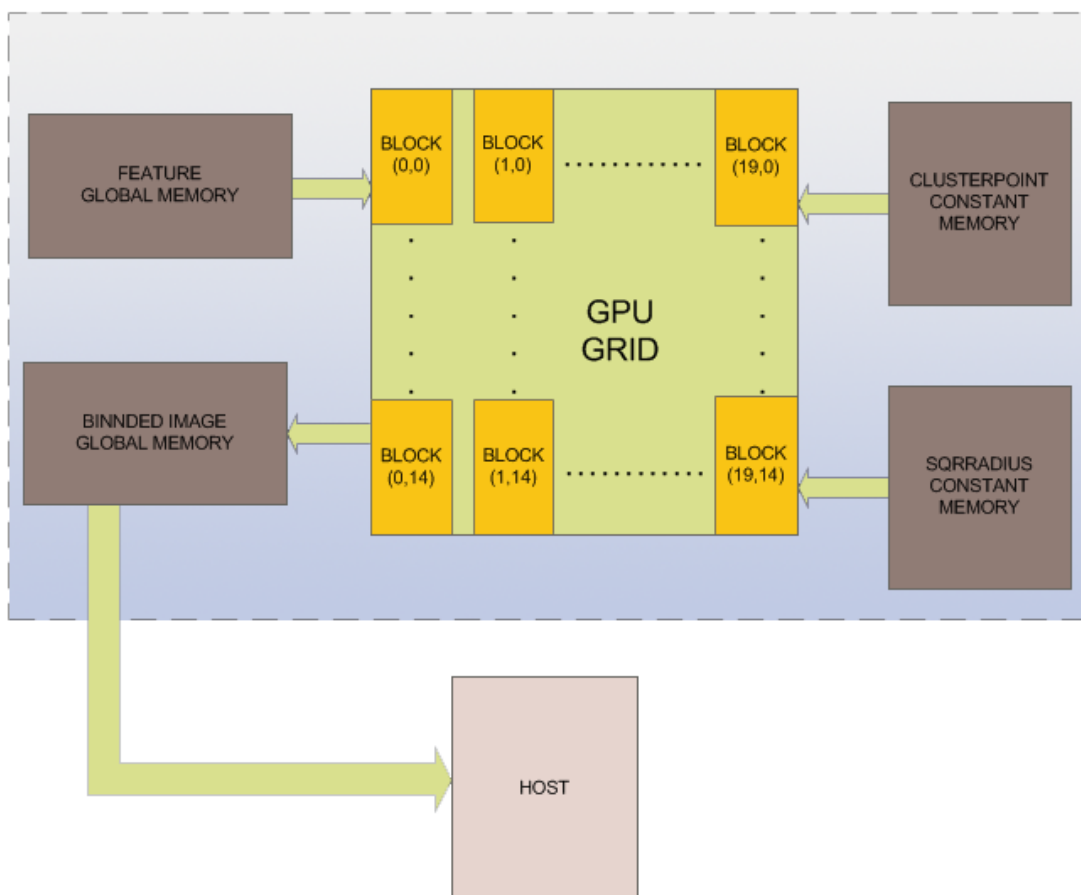 FEATURE
GLOBAL MEMORY
BLOCK
(0,0)
BLOCK
(1,0)
BLOCK
(19,0)
CLUSTERPOINT
CONSTANT
MEMORY
GPU
GRID
BINNDED IMAGE
GLOBAL MEMORY
BLOCK
(0,14)
BLOCK
(1,14)
BLOCK
(19,14)
SQRRADIUS
CONSTANT
MEMORY
HOST